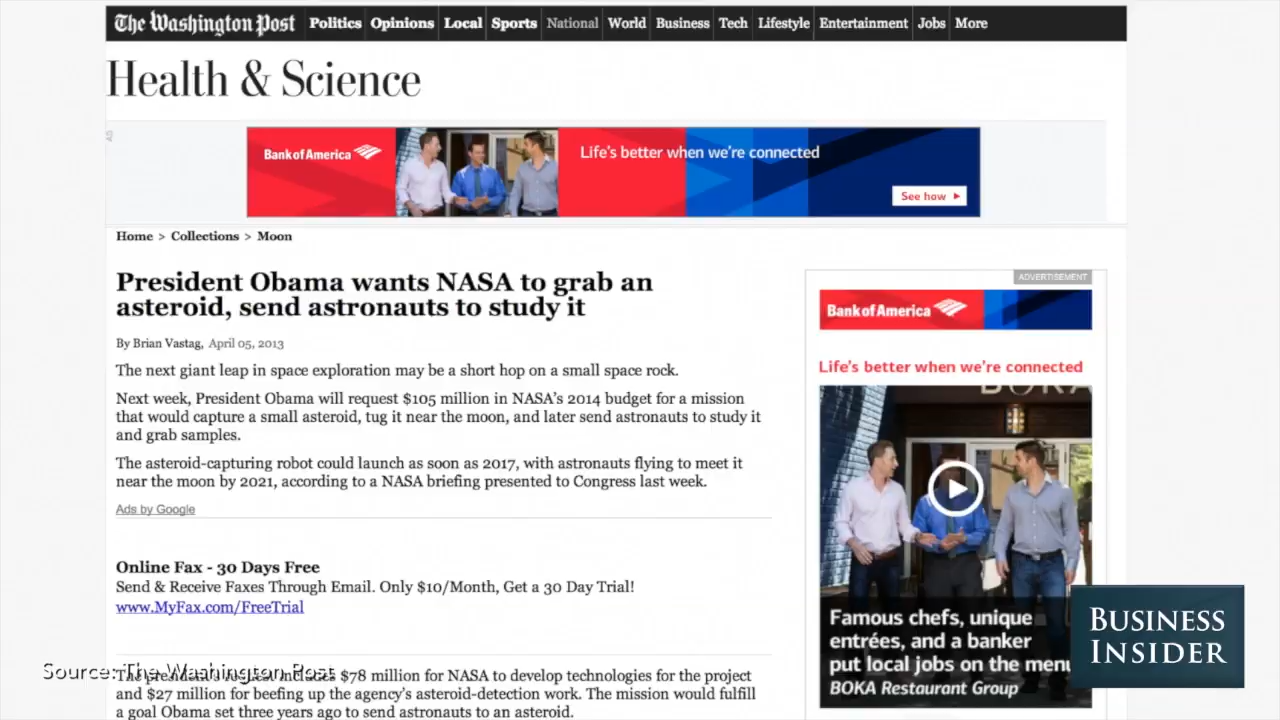 The Washington Post Politics Opinions Local Sports National World Business Tech Lifestyle Entertainment Jobs More
Health & Science
Bank of America
Life's better when we're connected
See how
Home > Collections > Moon
President Obama wants NASA to grab an
asteroid, send astronauts to study it
By Brian Vastag, April 05, 2013
The next giant leap in space exploration may be a short hop on a small space rock.
Next week, President Obama will request $105 million in NASA's 2014 budget for a mission
that would capture a small asteroid, tug it near the moon, and later send astronauts to study it
and grab samples.
The asteroid-capturing robot could launch as soon as 2017, with astronauts flying to meet it
near the moon by 2021, according to a NASA briefing presented to Congress last week.
Ads by Google
Online Fax - 30 Days Free
Send & Receive Faxes Through Email. Only $10/Month, Get a 30 Day Trial!
www.MyFax.com/FreeTrial
The president's request includes $78 million for NASA to develop technologies for the project
and $27 million for beefing up the agency's asteroid-detection work. The mission would fulfill
a goal Obama set three years ago to send astronauts to an asteroid.
Source: The Washington Post
ADVERTISEMENT
Bank of America
Life's better when we're connected
BOKA
Famous chefs, unique
entrées, and a banker
put local jobs on the menu
BOKA Restaurant Group
BUSINESS
INSIDER